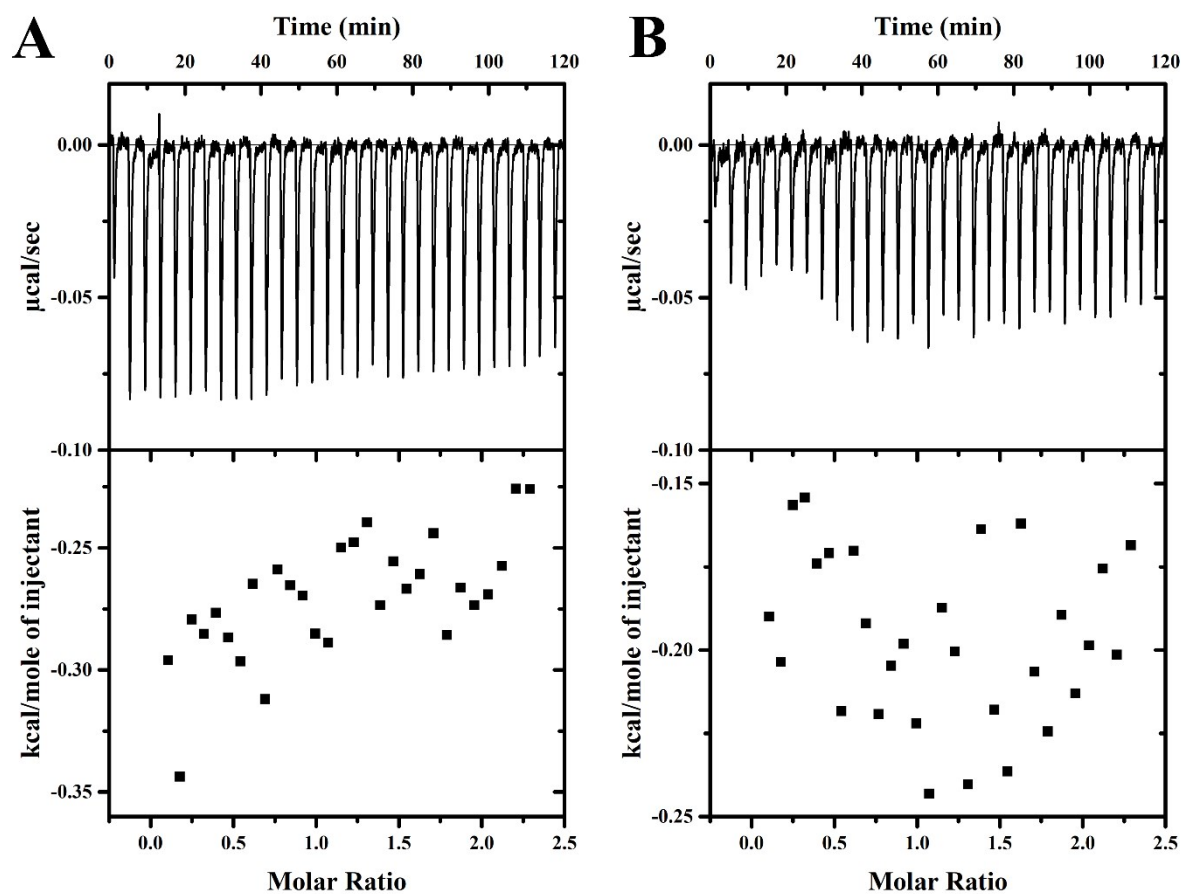 A
Time (min)
0 20 40 60 80 100 120
0.00
-0.05
-0.10
µcal/sec
-0.25
-0.30
-0.35
kcal/mole of injectant
0.0 0.5 1.0 1.5 2.0 2.5
Molar Ratio
B
Time (min)
0 20 40 60 80 100 120
0.00
-0.05
-0.10
µcal/sec
-0.15
-0.20
-0.25
kcal/mole of injectant
0.0 0.5 1.0 1.5 2.0 2.5
Molar Ratio